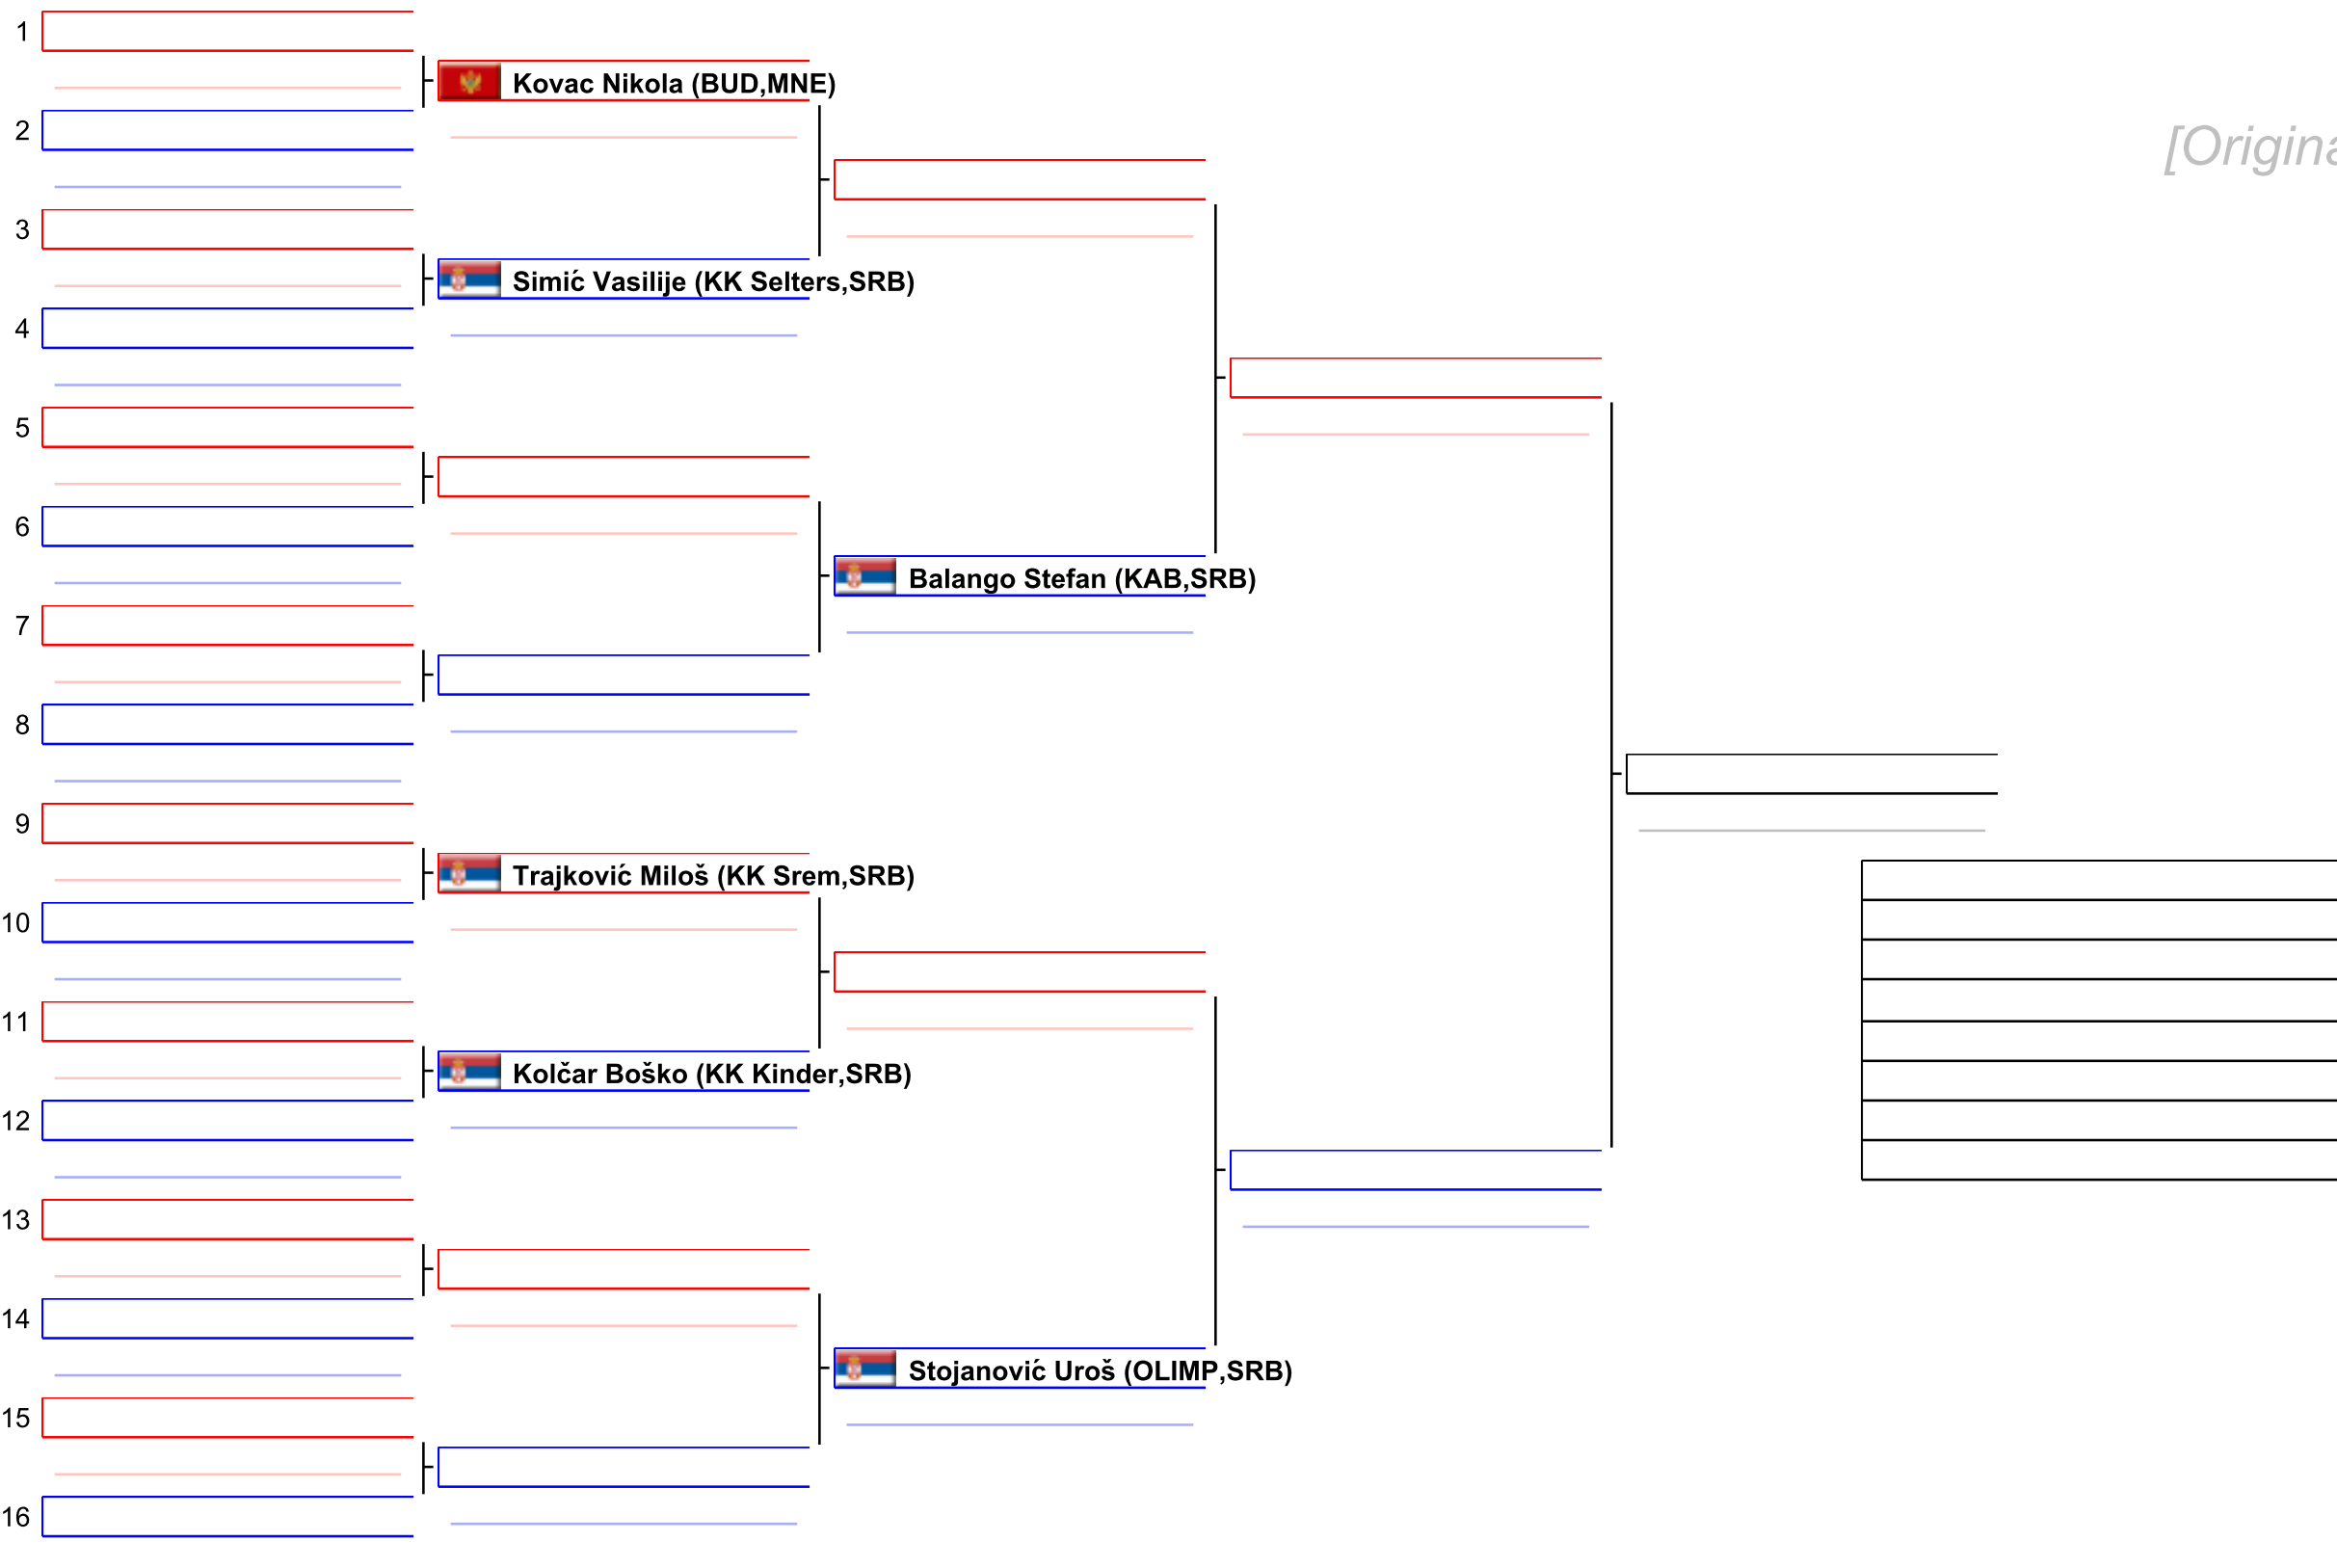 1
Kovac Nikola (BUD,MNE)
2
[Origina
3
Simić Vasilije (KK Selters,SRB)
4
5
6
Balango Stefan (KAB,SRB)
7
8
9
Trajković Miloš (KK Srem,SRB)
10
11
Kolčar Boško (KK Kinder,SRB)
12
13
14
Stojanović Uroš (OLIMP,SRB)
15
16